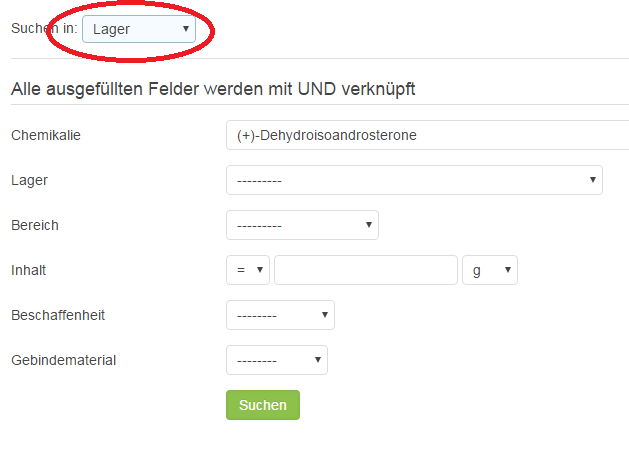 Suchen in: Lager
Alle ausgefüllten Felder werden mit UND verknüpft
Chemikalie (+)-Dehydroisoandrosterone
Lager ---------
Bereich ---------
Inhalt = g
Beschaffenheit --------
Gebindematerial --------
Suchen